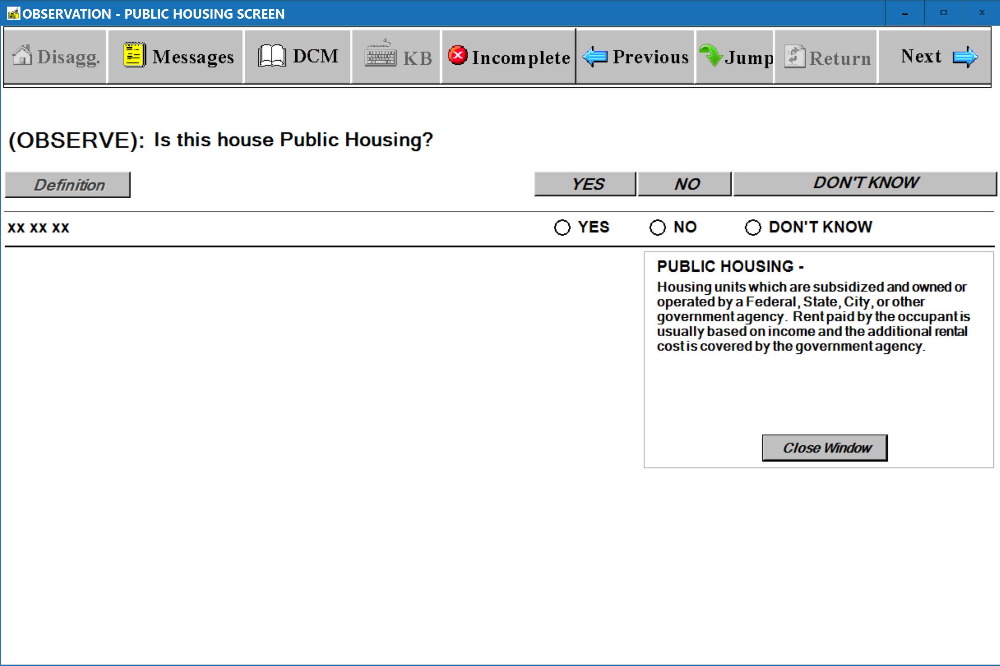 OBSERVATION - PUBLIC HOUSING SCREEN
Disagg. Messages DCM KB Incomplete Previous Jump Return Next
(OBSERVE): Is this house Public Housing?
Definition YES NO DON'T KNOW
xx xx xx YES NO DON'T KNOW
PUBLIC HOUSING -
Housing units which are subsidized and owned or
operated by a Federal, State, City, or other
government agency. Rent paid by the occupant is
usually based on income and the additional rental
cost is covered by the government agency.
Close Window